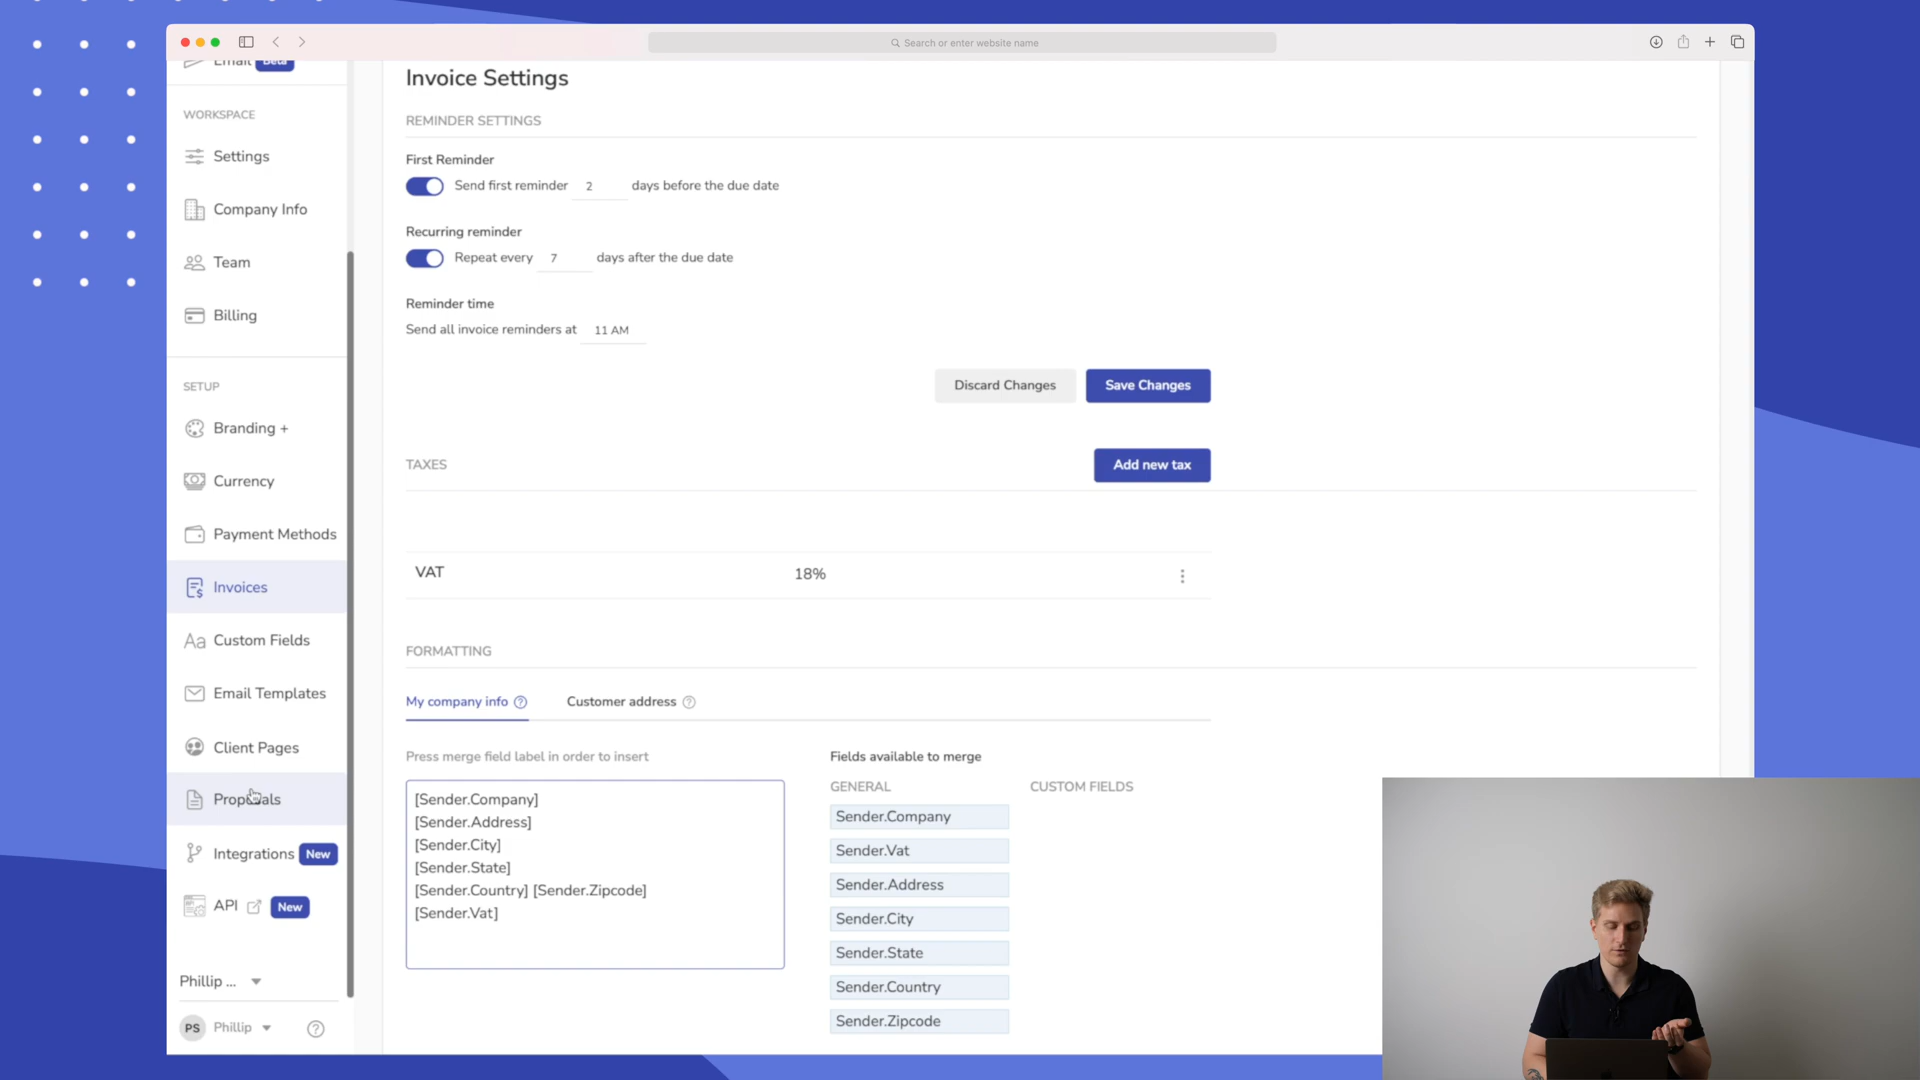 Search or enter website name
Email Beta
WORKSPACE
Settings
Company Info
Team
Billing
SETUP
Branding +
Currency
Payment Methods
Invoices
Custom Fields
Email Templates
Client Pages
Proposals
Integrations New
API New
Phillip ...
PS Phillip
Invoice Settings
REMINDER SETTINGS
First Reminder
Send first reminder 2 days before the due date
Recurring reminder
Repeat every 7 days after the due date
Reminder time
Send all invoice reminders at 11 AM
Discard Changes Save Changes
TAXES Add new tax
VAT 18%
FORMATTING
My company info Customer address
Press merge field label in order to insert
[Sender.Company]
[Sender.Address]
[Sender.City]
[Sender.State]
[Sender.Country] [Sender.Zipcode]
[Sender.Vat]
Fields available to merge
GENERAL CUSTOM FIELDS
Sender.Company
Sender.Vat
Sender.Address
Sender.City
Sender.State
Sender.Country
Sender.Zipcode